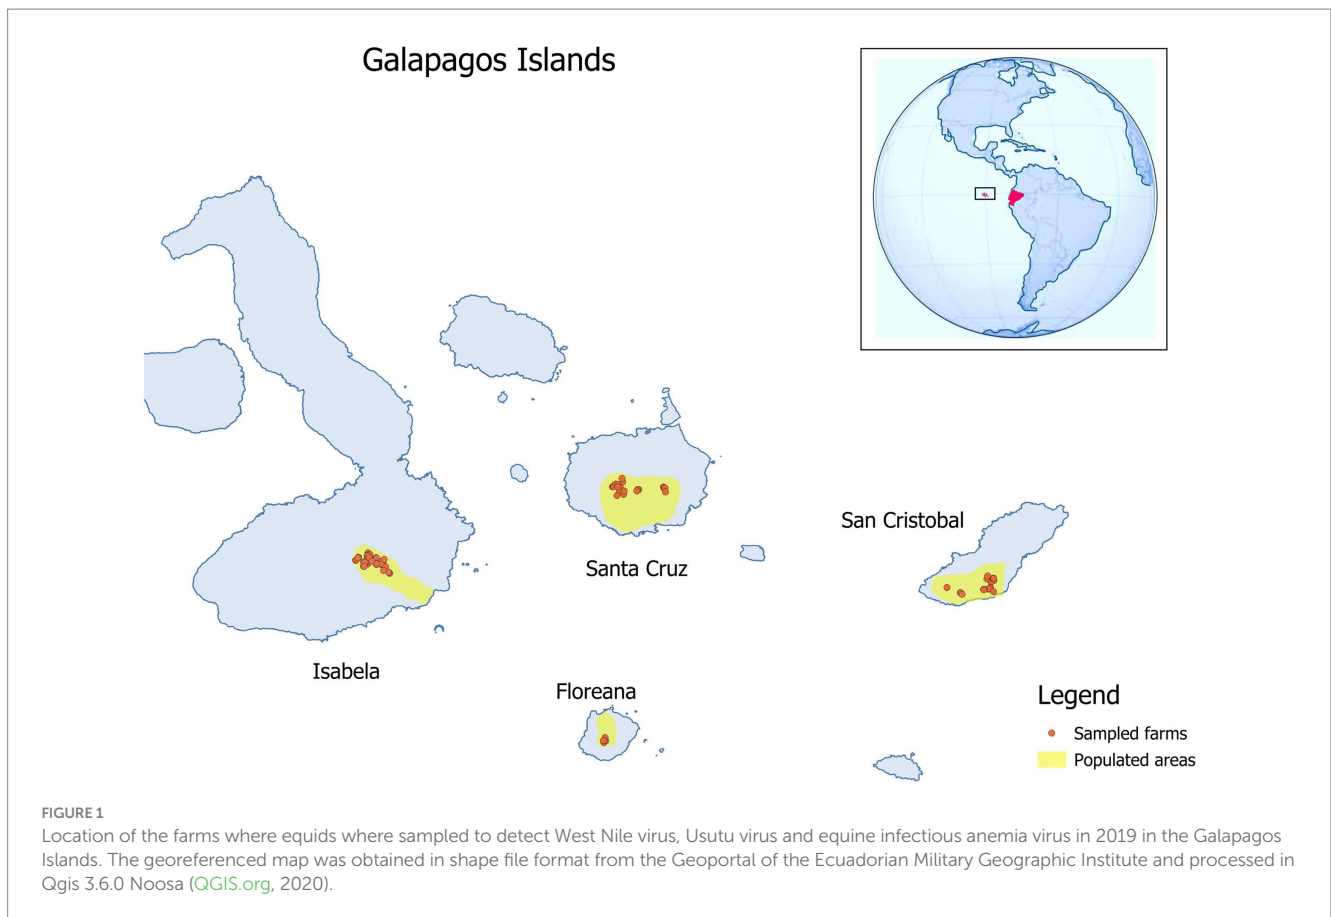 Galapagos Islands
San Cristobal
Santa Cruz
Isabela
Floreana
Legend
Sampled farms
Populated areas
FIGURE 1
Location of the farms where equids where sampled to detect West Nile virus, Usutu virus and equine infectious anemia virus in 2019 in the Galapagos
Islands. The georeferenced map was obtained in shape file format from the Geoportal of the Ecuadorian Military Geographic Institute and processed in
Qgis 3.6.0 Noosa (QGIS.org, 2020).